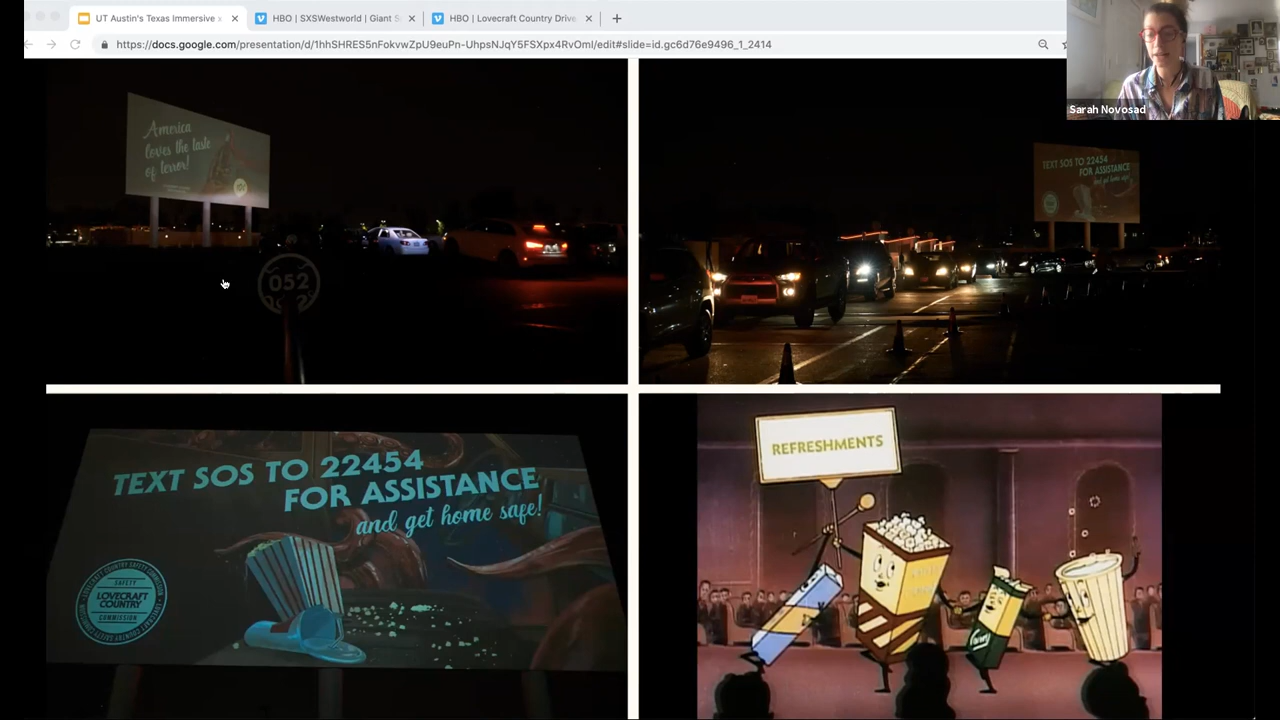 UT Austin's Texas Immersive x
HBO | SXSWestworld | Giant S
HBO | Lovecraft Country Drive
https://docs.google.com/presentation/d/1hhSHRES5nFokvwZpU9euPn-UhpsNJqY5FSXpx4RvOmI/edit#slide=id.gc6d76e9496_1_2414
Sarah Novosad
America
loves the taste
of terror!
052
TEXT SOS TO 22454
FOR ASSISTANCE
and get home safe!
TEXT SOS TO 22454
FOR ASSISTANCE
and get home safe!
SAFETY
LOVECRAFT
COUNTRY
COMMISSION
REFRESHMENTS